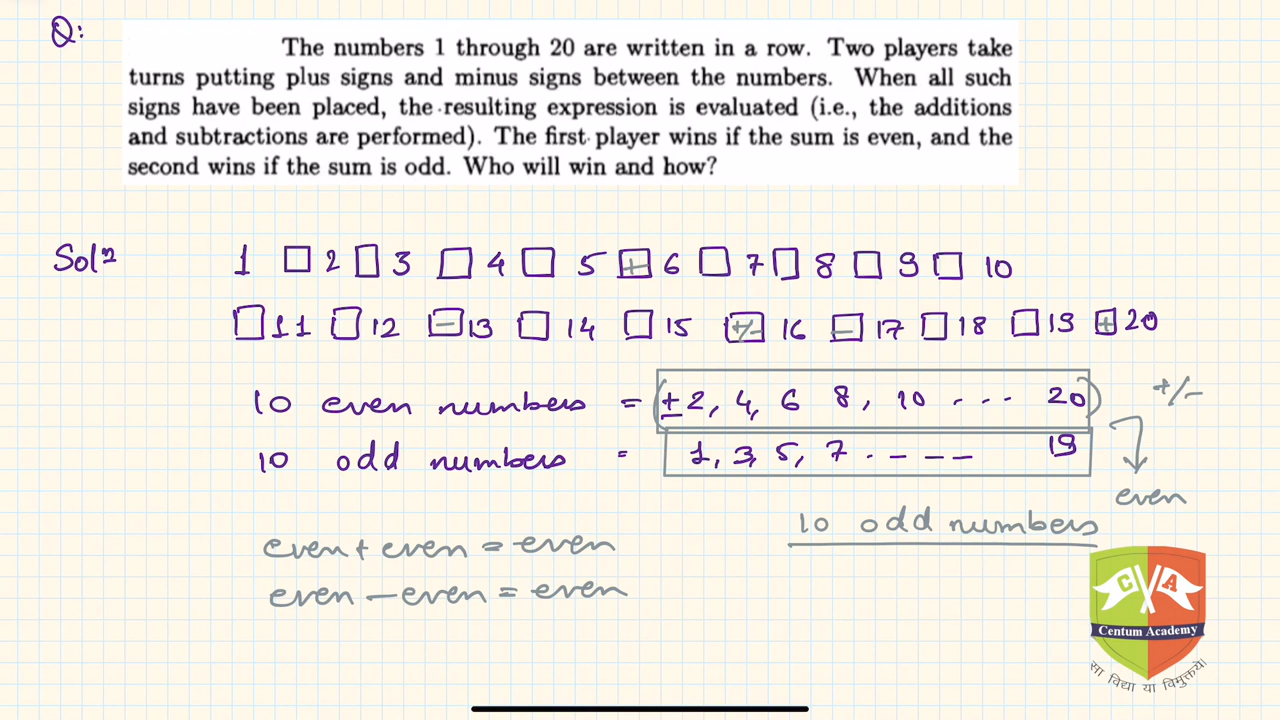 Q:
The numbers 1 through 20 are written in a row. Two players take
turns putting plus signs and minus signs between the numbers. When all such
signs have been placed, the resulting expression is evaluated (i.e., the additions
and subtractions are performed). The first player wins if the sum is even, and the
second wins if the sum is odd. Who will win and how?
Solⁿ 1 □ 2 □ 3 □ 4 □ 5 + 6 □ 7 □ 8 □ 9 □ 10
□ 11 □ 12 - 13 □ 14 □ 15 +/- 16 - 17 □ 18 □ 19 + 20
10 even numbers = (± 2, 4, 6 8, 10 ... 20) +/-
10 odd numbers = 1, 3, 5, 7 . - - - 19
even
10 odd numbers
even + even = even
even - even = even
C A
Centum Academy
सा विद्या या विमुक्तये।